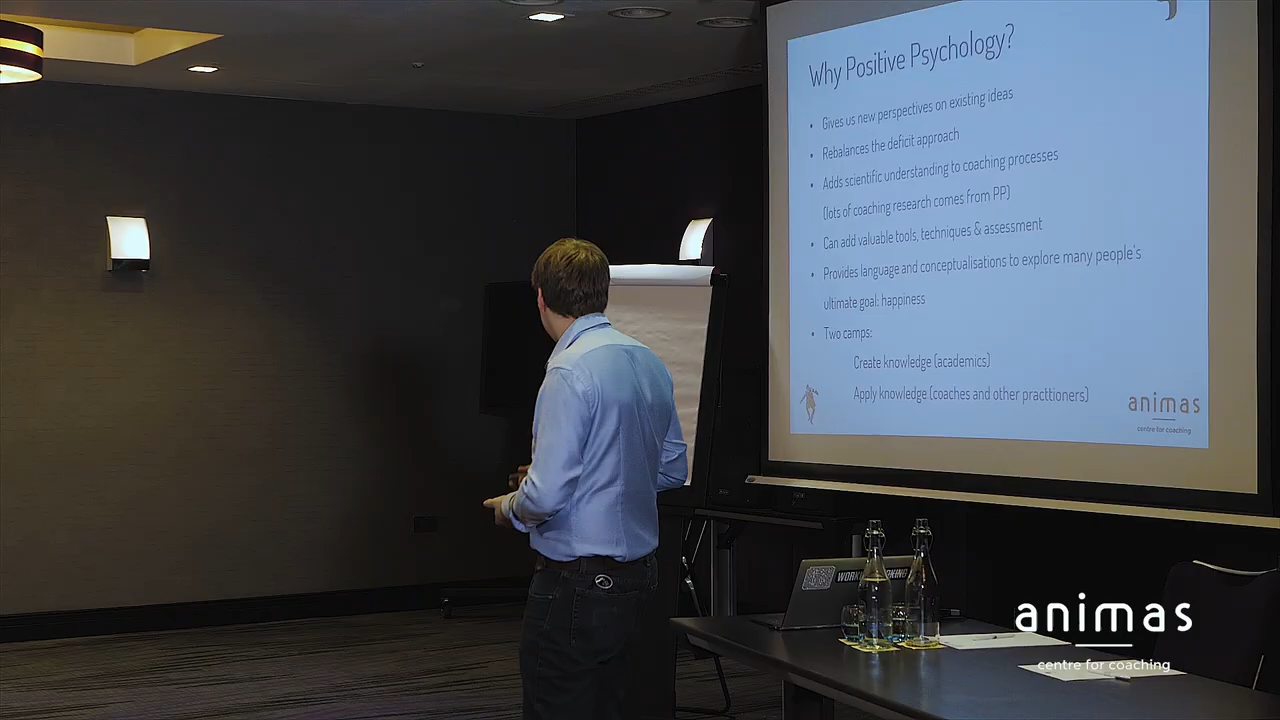 Why Positive Psychology?
• Gives us new perspectives on existing ideas
• Rebalances the deficit approach
• Adds scientific understanding to coaching processes
(lots of coaching research comes from PP)
• Can add valuable tools, techniques & assessment
• Provides language and conceptualisations to explore many people's
ultimate goal: happiness
• Two camps:
Create knowledge (academics)
Apply knowledge (coaches and other practtioners)
animas
centre for coaching
animas
centre for coaching